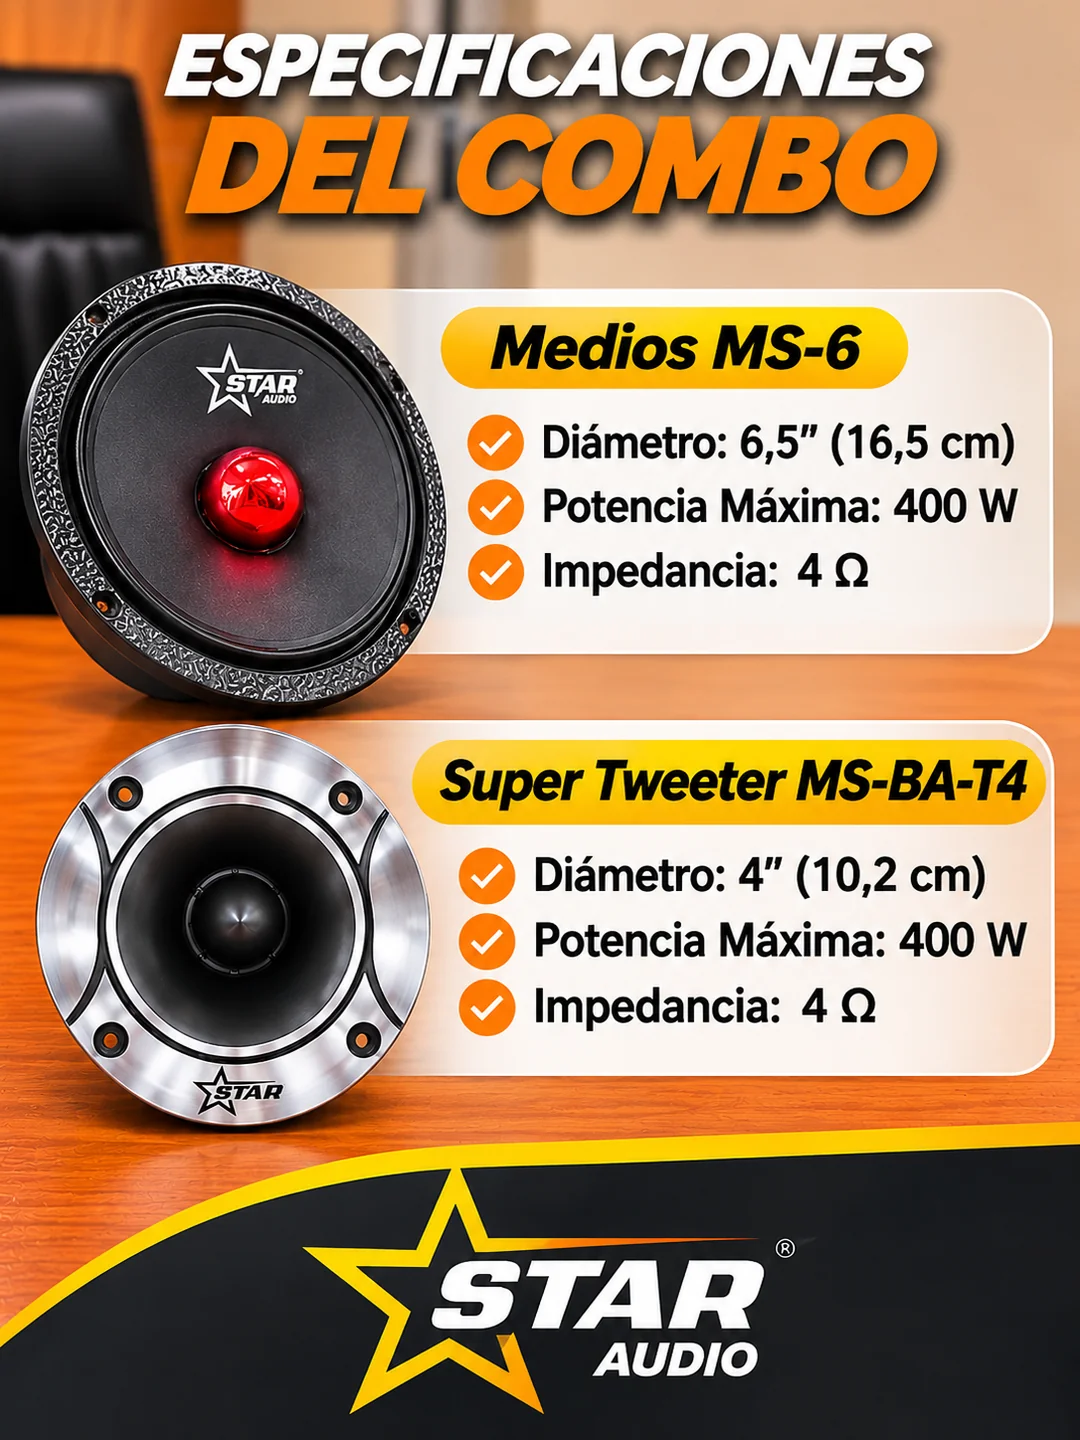 ESPECIFICACIONES
DEL COMBO
STAR
AUDIO
Medios MS-6
Diámetro: 6,5” (16,5 cm)
Potencia Máxima: 400 W
Impedancia: 4 Ω
Super Tweeter MS-BA-T4
Diámetro: 4” (10,2 cm)
Potencia Máxima: 400 W
Impedancia: 4 Ω
STAR
STAR ®
AUDIO